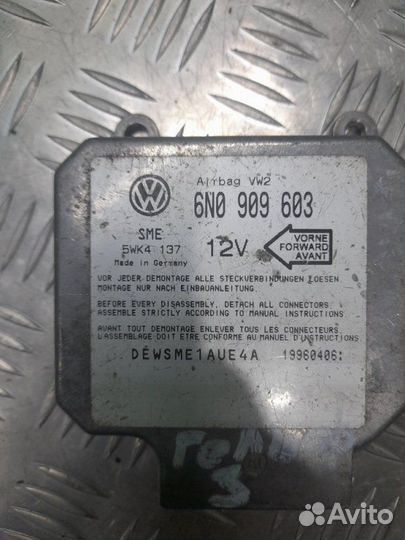 Airbag VW2
6N0 909 603
SME
5WK4 137
Made in Germany
12V
VORNE
FORWARD
AVANT
VOR JEDER DEMONTAGE ALLE STECKVERBINDUNGEN LOESEN
MONTAGE NUR NACH EINBAUANLEITUNG.
BEFORE EVERY DISASSEMBLY, DETACH ALL CONNECTORS
ASSEMBLE STRICTLY ACCORDING TO MANUAL INSTRUCTIONS
AVANT TOUT DEMONTAGE ENLEVER TOUS LES CONNECTEURS
L'ASSEMBLAGE DOIT ETRE CONFORME AU MANUEL D'INSTRUCTIONS
DEWSME1AUE4A 19960406
3
Avito